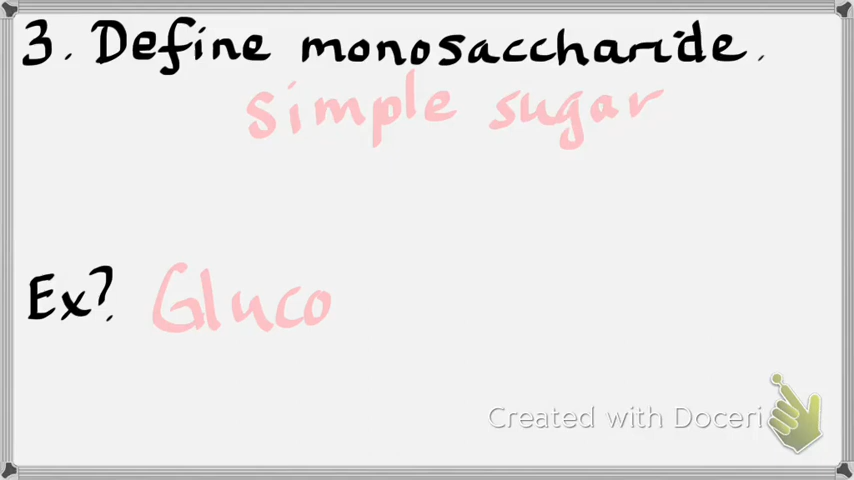 3. Define monosaccharide.
simple sugar
Ex? Gluco
Created with Doceri